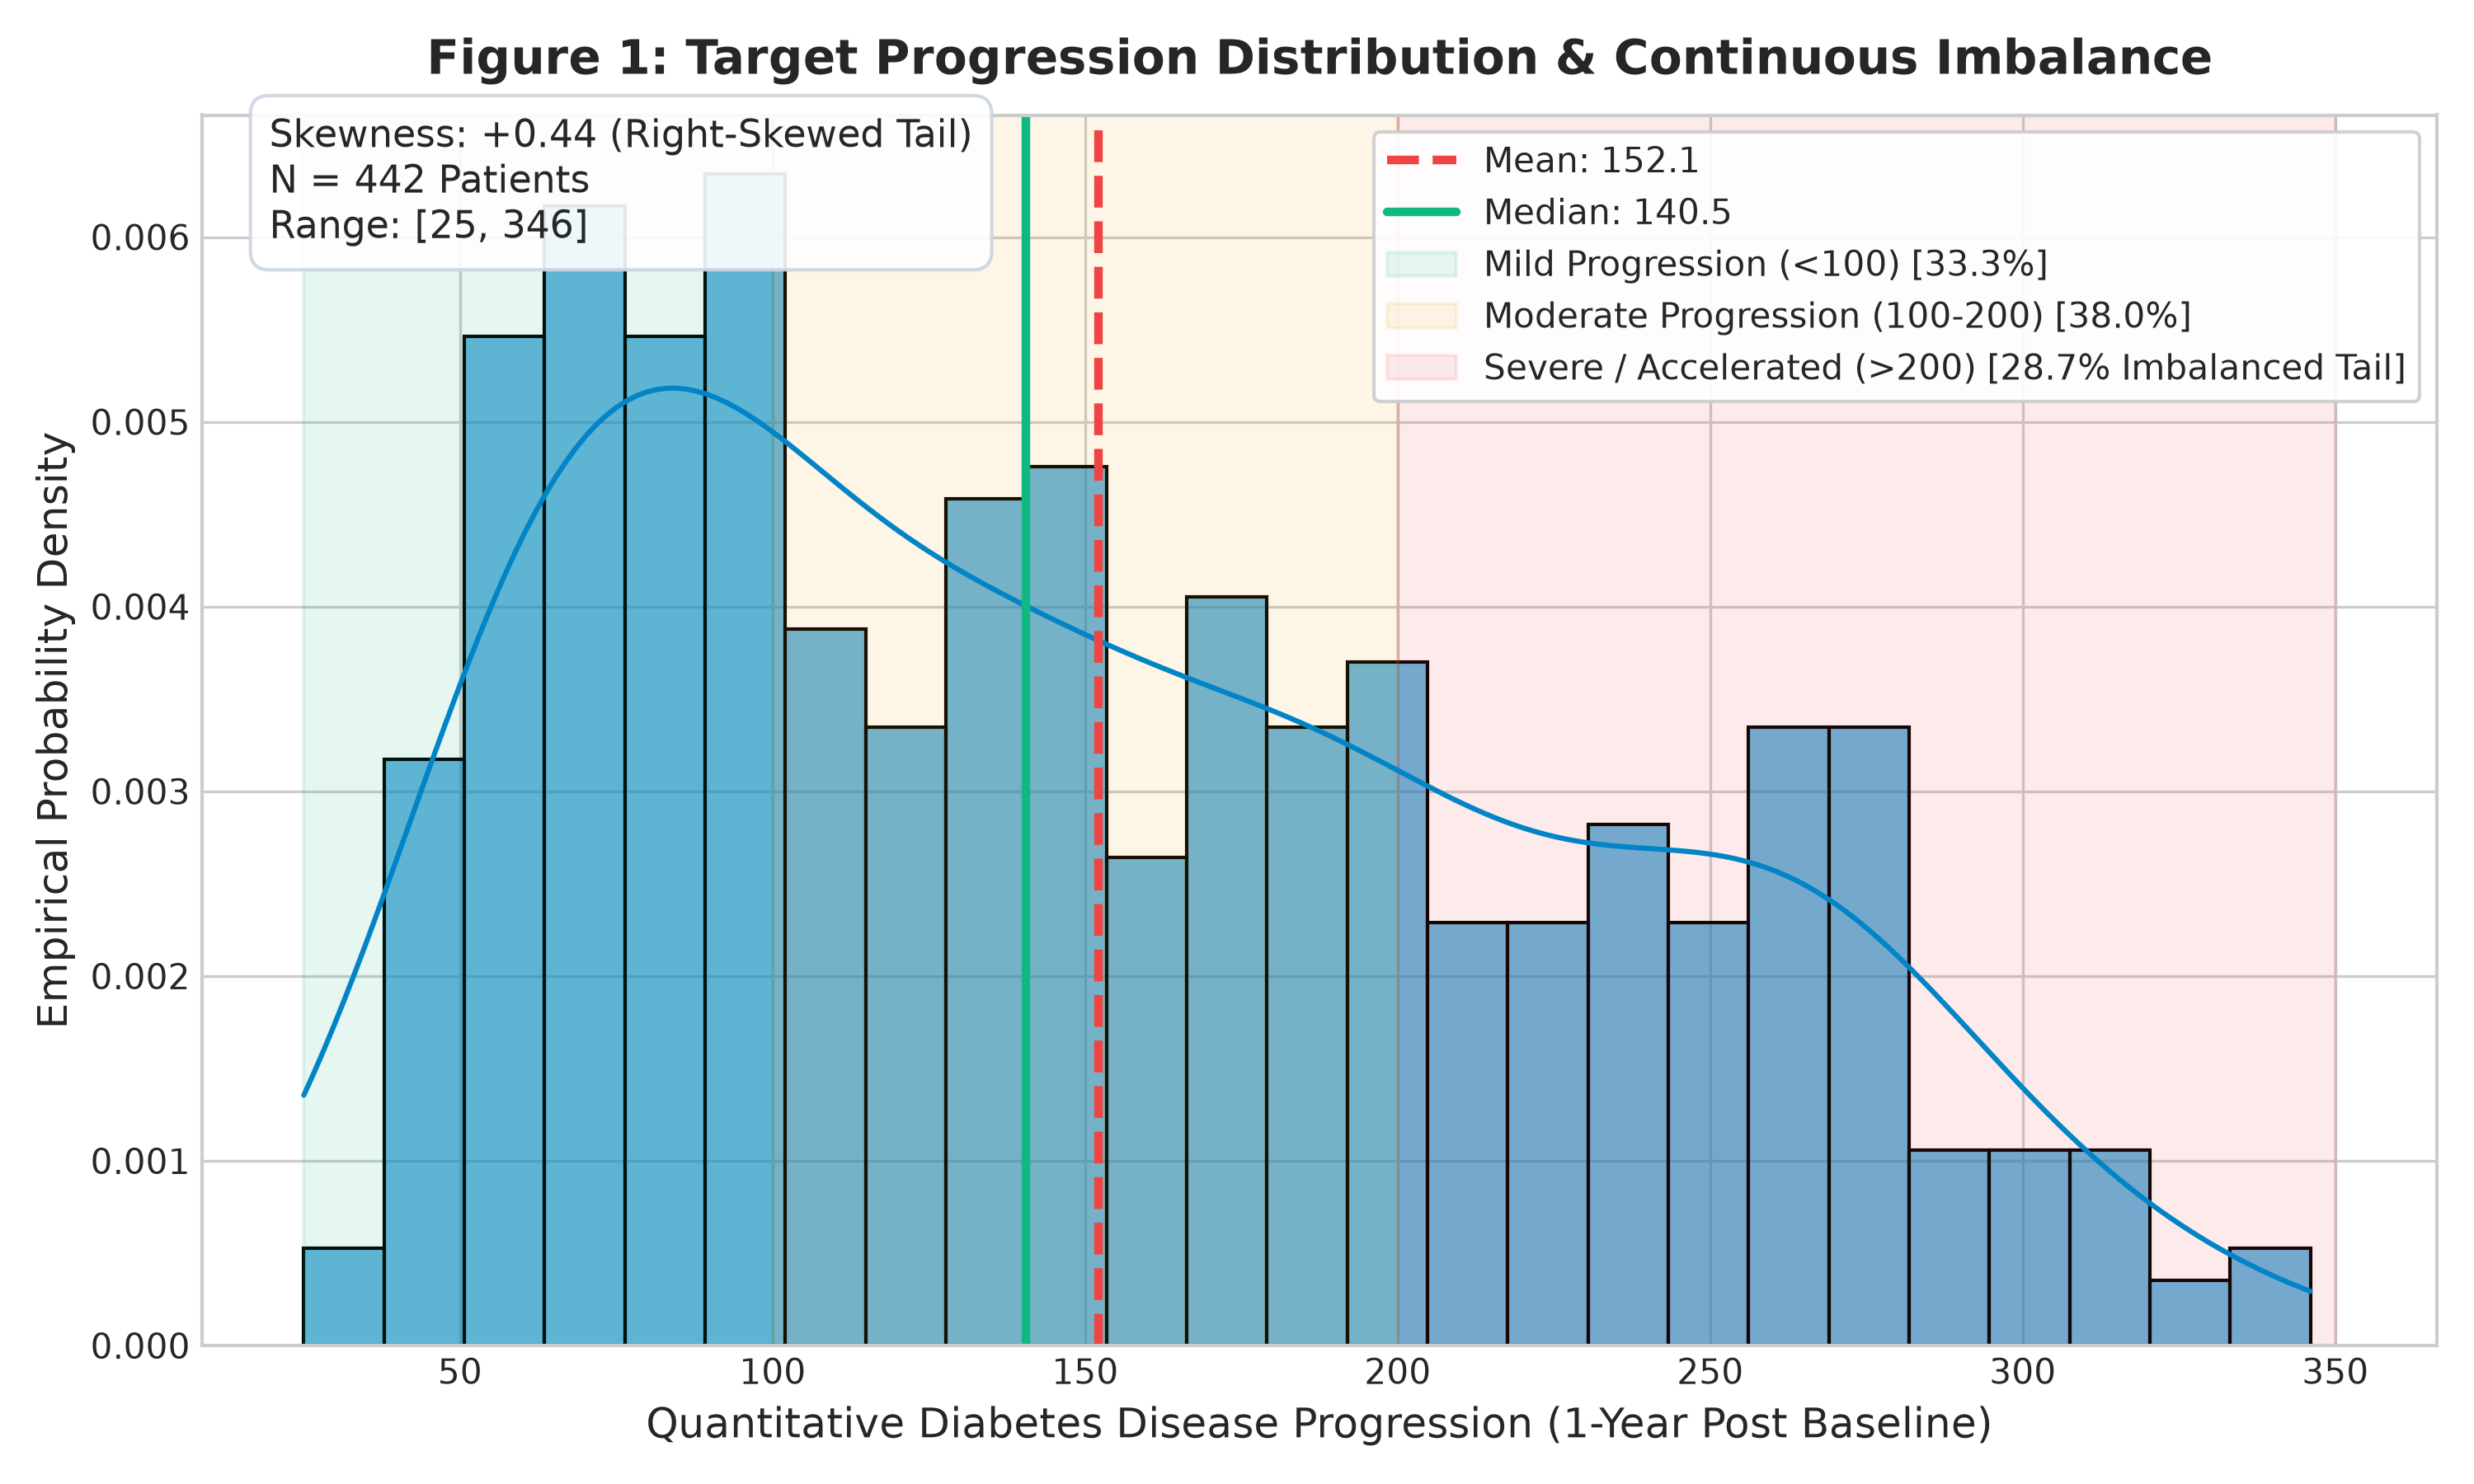 Figure 1: Target Progression Distribution & Continuous Imbalance
Skewness: +0.44 (Right-Skewed Tail)
N = 442 Patients
Range: [25, 346]
Mean: 152.1
Median: 140.5
Mild Progression (<100) [33.3%]
Moderate Progression (100-200) [38.0%]
Severe / Accelerated (>200) [28.7% Imbalanced Tail]
Empirical Probability Density
0.006
0.005
0.004
0.003
0.002
0.001
0.000
50 100 150 200 250 300 350
Quantitative Diabetes Disease Progression (1-Year Post Baseline)